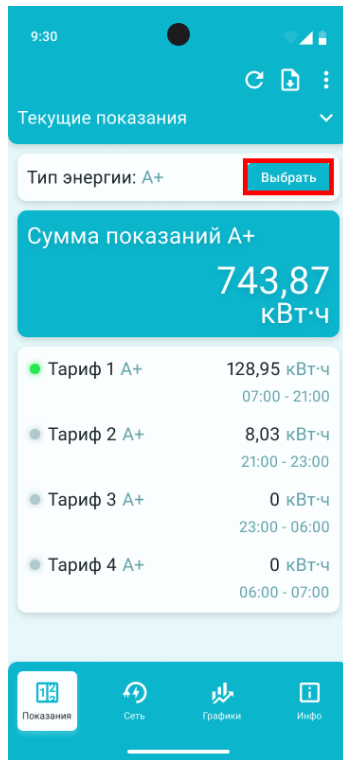 9:30
Текущие показания
Тип энергии: A+
Выбрать
Сумма показаний A+
743,87
кВт·ч
Тариф 1 A+
128,95 кВт·ч
07:00 - 21:00
Тариф 2 A+
8,03 кВт·ч
21:00 - 23:00
Тариф 3 A+
0 кВт·ч
23:00 - 06:00
Тариф 4 A+
0 кВт·ч
06:00 - 07:00
Показания
Сеть
Графики
Инфо